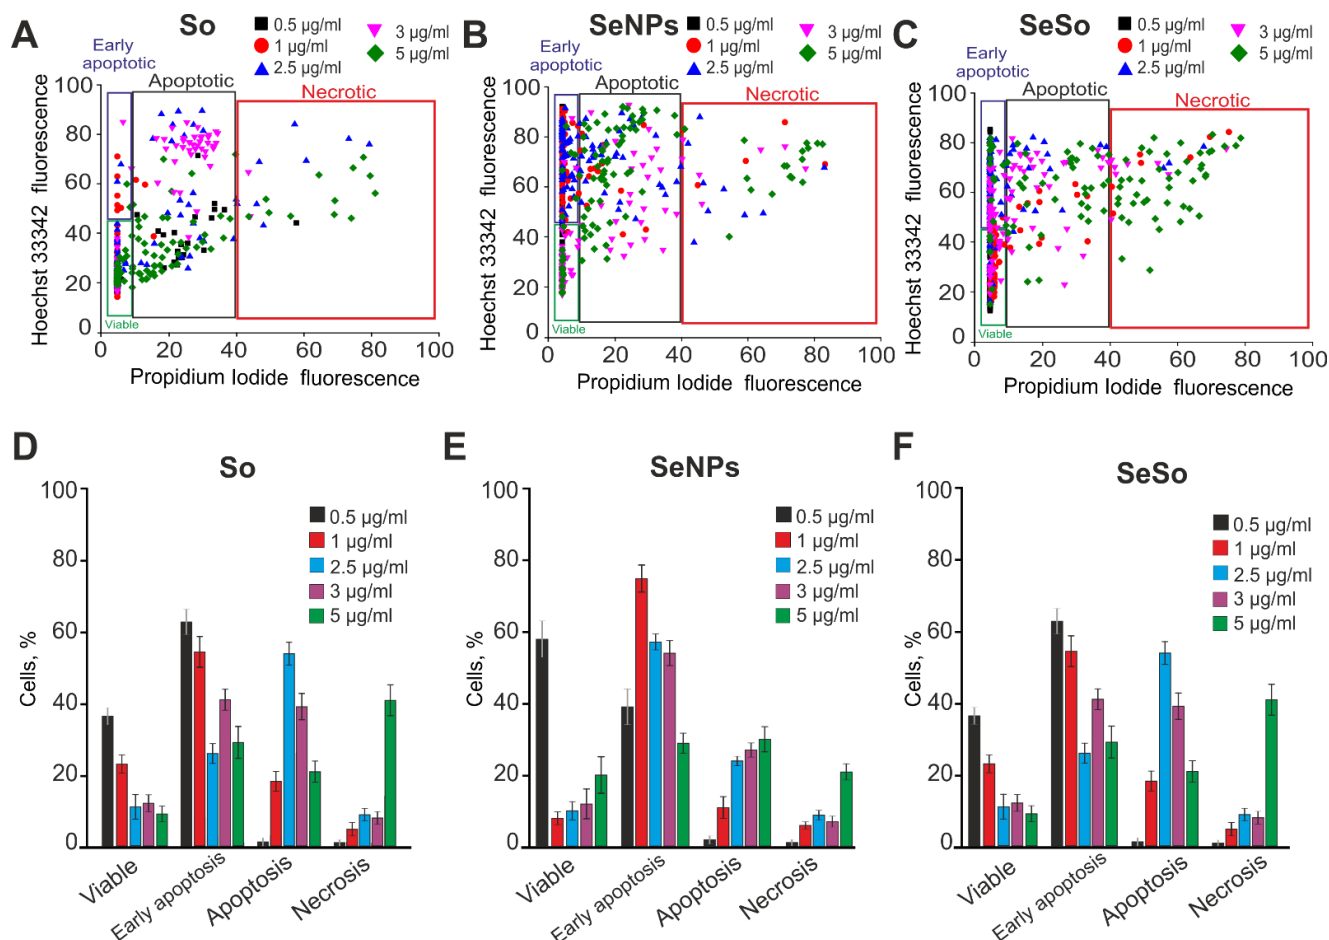 A
So
0.5 µg/ml
1 µg/ml
2.5 µg/ml
3 µg/ml
5 µg/ml
Early
apoptotic
Apoptotic
Necrotic
Viable
Hoechst 33342 fluorescence
100
80
60
40
20
0
0 20 40 60 80 100
Propidium Iodide fluorescence
B
SeNPs
0.5 µg/ml
1 µg/ml
2.5 µg/ml
3 µg/ml
5 µg/ml
Early
apoptotic
Apoptotic
Necrotic
Viable
Hoechst 33342 fluorescence
100
80
60
40
20
0
0 20 40 60 80 100
Propidium Iodide fluorescence
C
SeSo
0.5 µg/ml
1 µg/ml
2.5 µg/ml
3 µg/ml
5 µg/ml
Early
apoptotic
Apoptotic
Necrotic
Viable
Hoechst 33342 fluorescence
100
80
60
40
20
0
0 20 40 60 80 100
Propidium Iodide fluorescence
D
So
0.5 µg/ml
1 µg/ml
2.5 µg/ml
3 µg/ml
5 µg/ml
Cells, %
100
80
60
40
20
0
Viable
Early apoptosis
Apoptosis
Necrosis
E
SeNPs
0.5 µg/ml
1 µg/ml
2.5 µg/ml
3 µg/ml
5 µg/ml
Cells, %
100
80
60
40
20
0
Viable
Early apoptosis
Apoptosis
Necrosis
F
SeSo
0.5 µg/ml
1 µg/ml
2.5 µg/ml
3 µg/ml
5 µg/ml
Cells, %
100
80
60
40
20
0
Viable
Early apoptosis
Apoptosis
Necrosis